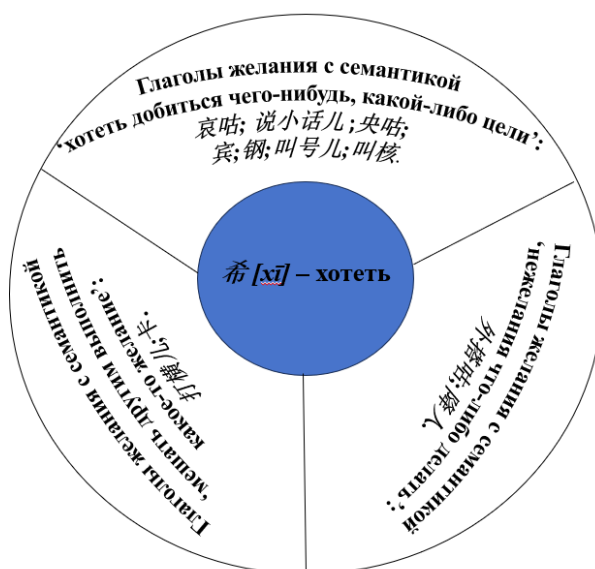 Глаголы желания с семантикой
‘хотеть добиться чего-нибудь, какой-либо цели’:
哀咕; 说小话儿;央咕;
宾;钢;叫号儿;叫核.
希 [xī] – хотеть
Глаголы желания с семантикой
‘нежелания что-либо делать’:
外搭咕;降人
Глаголы желания с семантикой
‘мешать другим выполнить
какое-то желание’:
打横儿;卡.